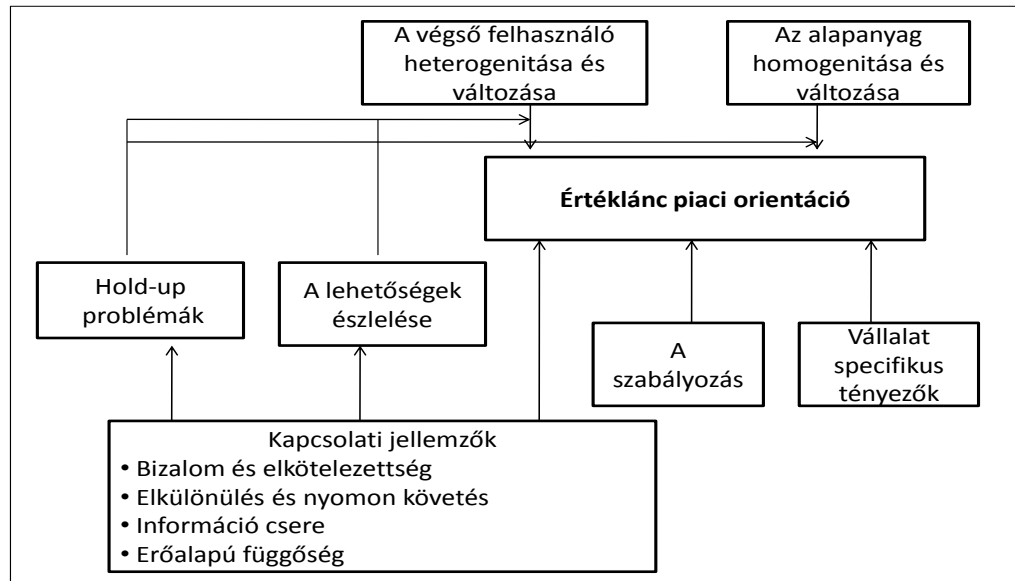 A végső felhasználó
heterogenitása és
változása
Az alapanyag
homogenitása és
változása
Értéklánc piaci orientáció
Hold-up
problémák
A lehetőségek
észlelése
A
szabályozás
Vállalat
specifikus
tényezők
Kapcsolati jellemzők
• Bizalom és elkötelezettség
• Elkülönülés és nyomon követés
• Információ csere
• Erőalapú függőség